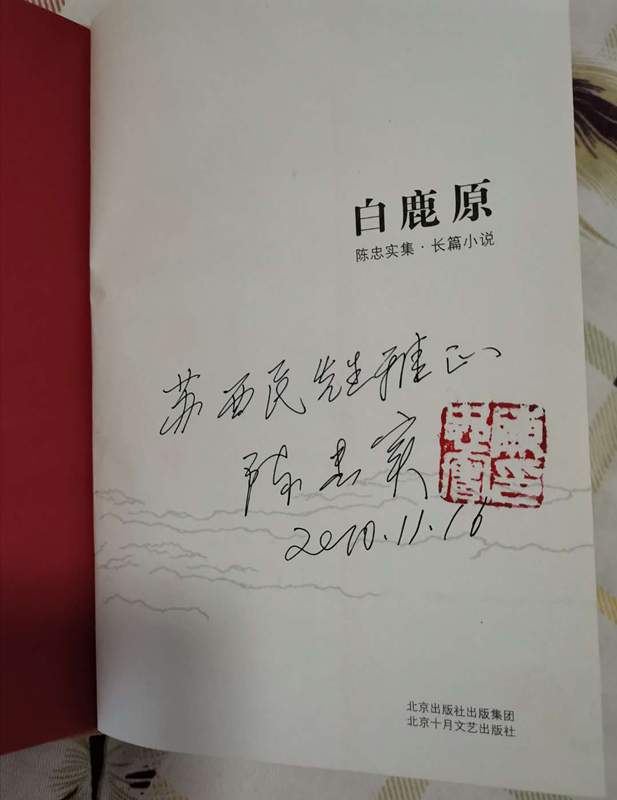 白鹿原
陈忠实集·长篇小说
苏西民先生雅正
陈忠实
2010.11.16
北京出版社出版集团
北京十月文艺出版社